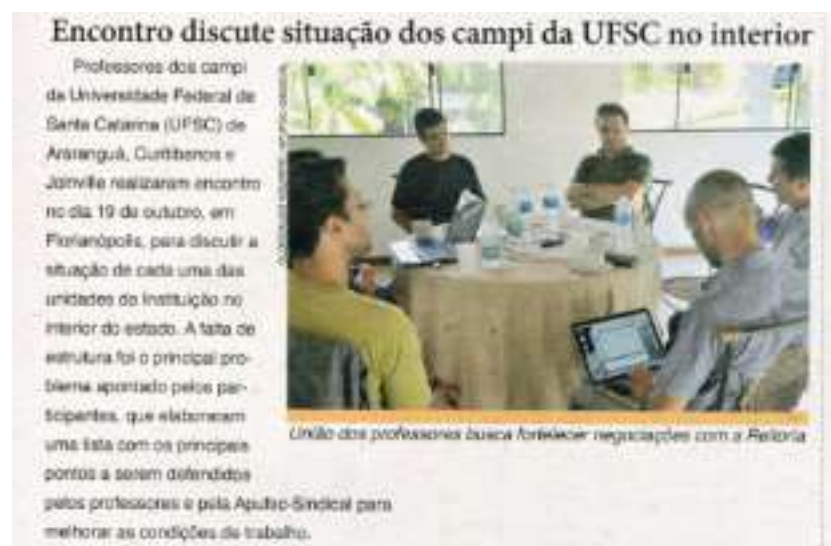 Encontro discute situação dos campi da UFSC no interior
Professores dos campi
da Universidade Federal de
Santa Catarina (UFSC) de
Araranguá, Curitibanos e
Joinville realizaram encontro
no dia 19 de outubro, em
Florianópolis, para discutir a
situação de cada uma das
unidades da Instituição no
interior do estado. A falta de
estrutura foi o principal pro-
blema apontado pelos par-
ticipantes, que elaboraram
uma lista com os principais
pontos a serem defendidos
pelos professores e pela Apufsc-Sindical para
melhorar as condições de trabalho.
União dos professores busca fortelecer negociações com a Reitoria